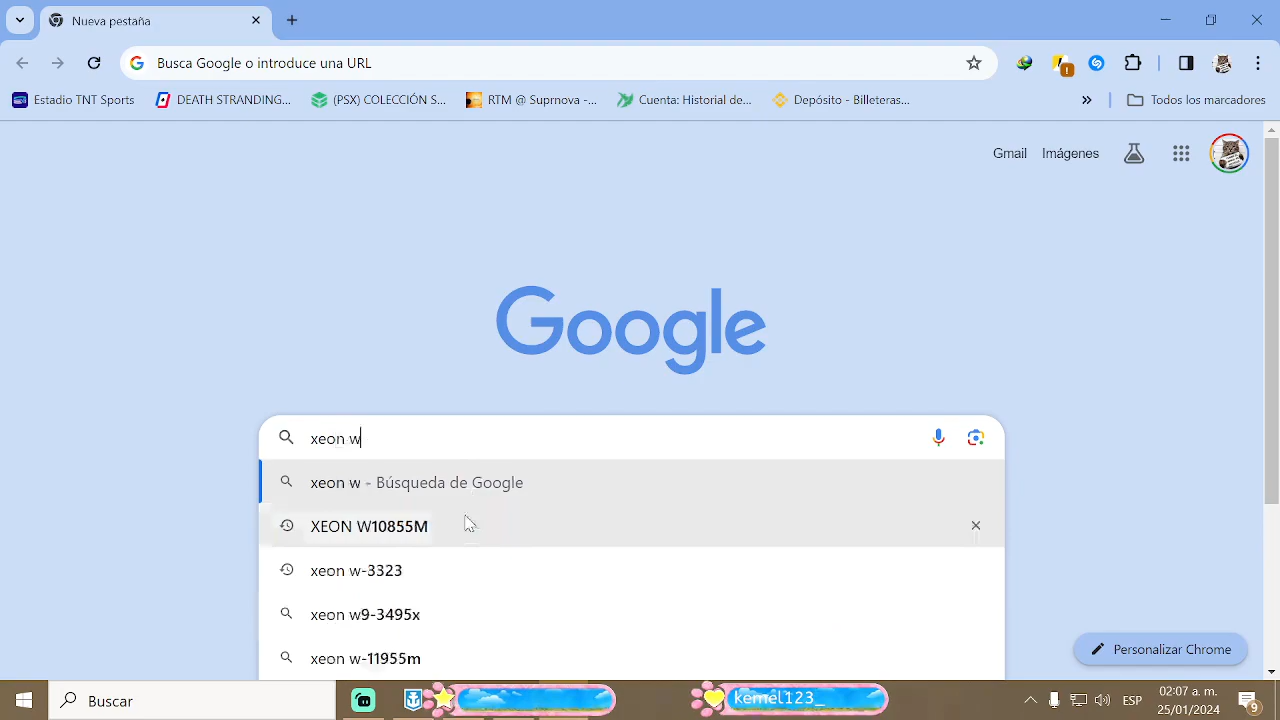 Nueva pestaña
Busca Google o introduce una URL
Estadio TNT Sports
DEATH STRANDING...
(PSX) COLECCIÓN S...
RTM @ Suprnova -...
Cuenta: Historial de...
Depósito - Billeteras...
»
Todos los marcadores
Gmail
Imágenes
Google
xeon w
xeon w - Búsqueda de Google
XEON W10855M
xeon w-3323
xeon w9-3495x
xeon w-11955m
Personalizar Chrome
Buscar
kernel123_
ESP
02:07 a. m.
25/01/2024
9